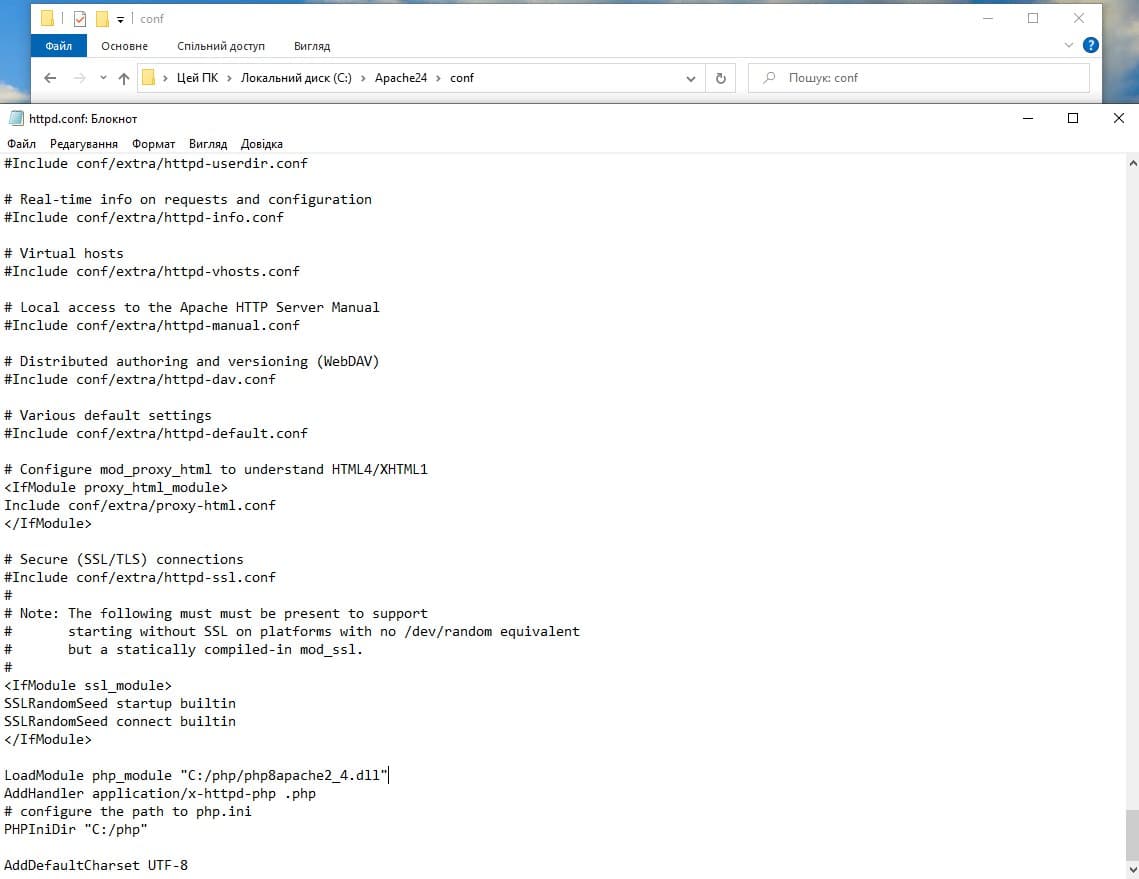 conf
Файл Основне Спільний доступ Вигляд
Цей ПК › Локальний диск (C:) › Apache24 › conf
Пошук: conf
httpd.conf: Блокнот
Файл Редагування Формат Вигляд Довідка
#Include conf/extra/httpd-userdir.conf
# Real-time info on requests and configuration
#Include conf/extra/httpd-info.conf
# Virtual hosts
#Include conf/extra/httpd-vhosts.conf
# Local access to the Apache HTTP Server Manual
#Include conf/extra/httpd-manual.conf
# Distributed authoring and versioning (WebDAV)
#Include conf/extra/httpd-dav.conf
# Various default settings
#Include conf/extra/httpd-default.conf
# Configure mod_proxy_html to understand HTML4/XHTML1
<IfModule proxy_html_module>
Include conf/extra/proxy-html.conf
</IfModule>
# Secure (SSL/TLS) connections
#Include conf/extra/httpd-ssl.conf
#
# Note: The following must must be present to support
#       starting without SSL on platforms with no /dev/random equivalent
#       but a statically compiled-in mod_ssl.
#
<IfModule ssl_module>
SSLRandomSeed startup builtin
SSLRandomSeed connect builtin
</IfModule>
LoadModule php_module "C:/php/php8apache2_4.dll"
AddHandler application/x-httpd-php .php
# configure the path to php.ini
PHPIniDir "C:/php"
AddDefaultCharset UTF-8